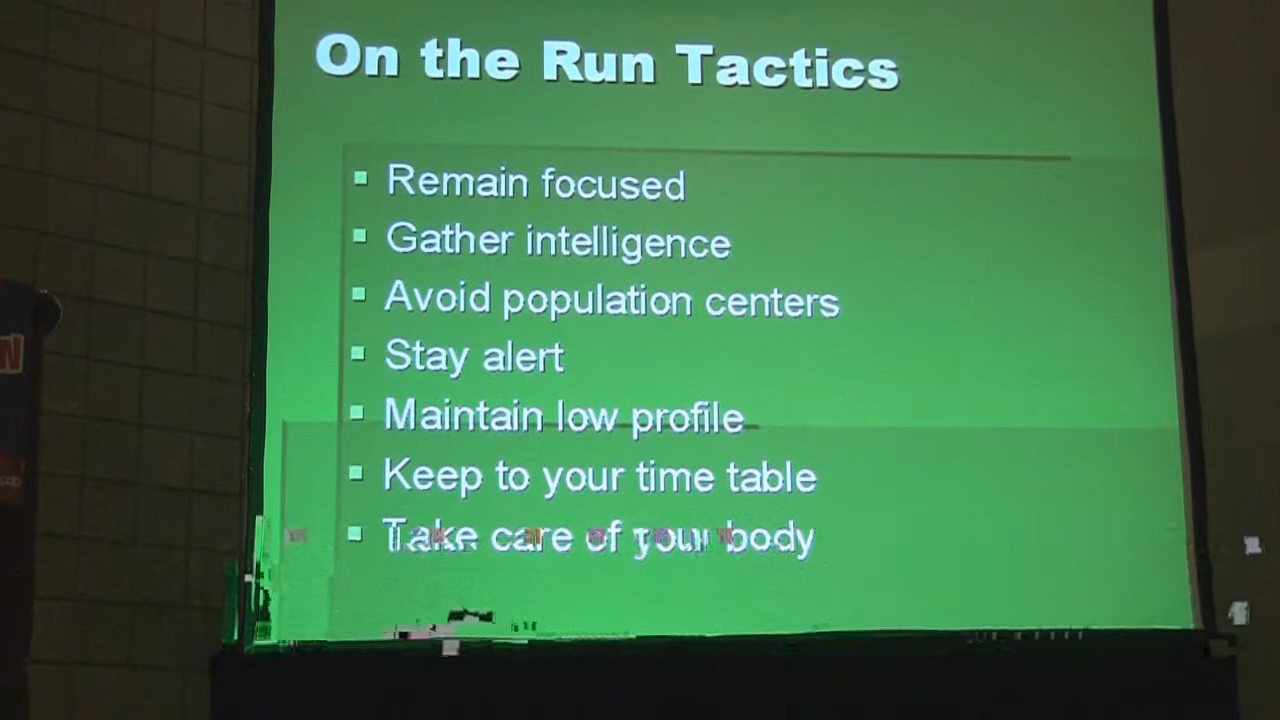 On the Run Tactics
Remain focused
Gather intelligence
Avoid population centers
Stay alert
Maintain low profile
Keep to your time table
Take care of your body